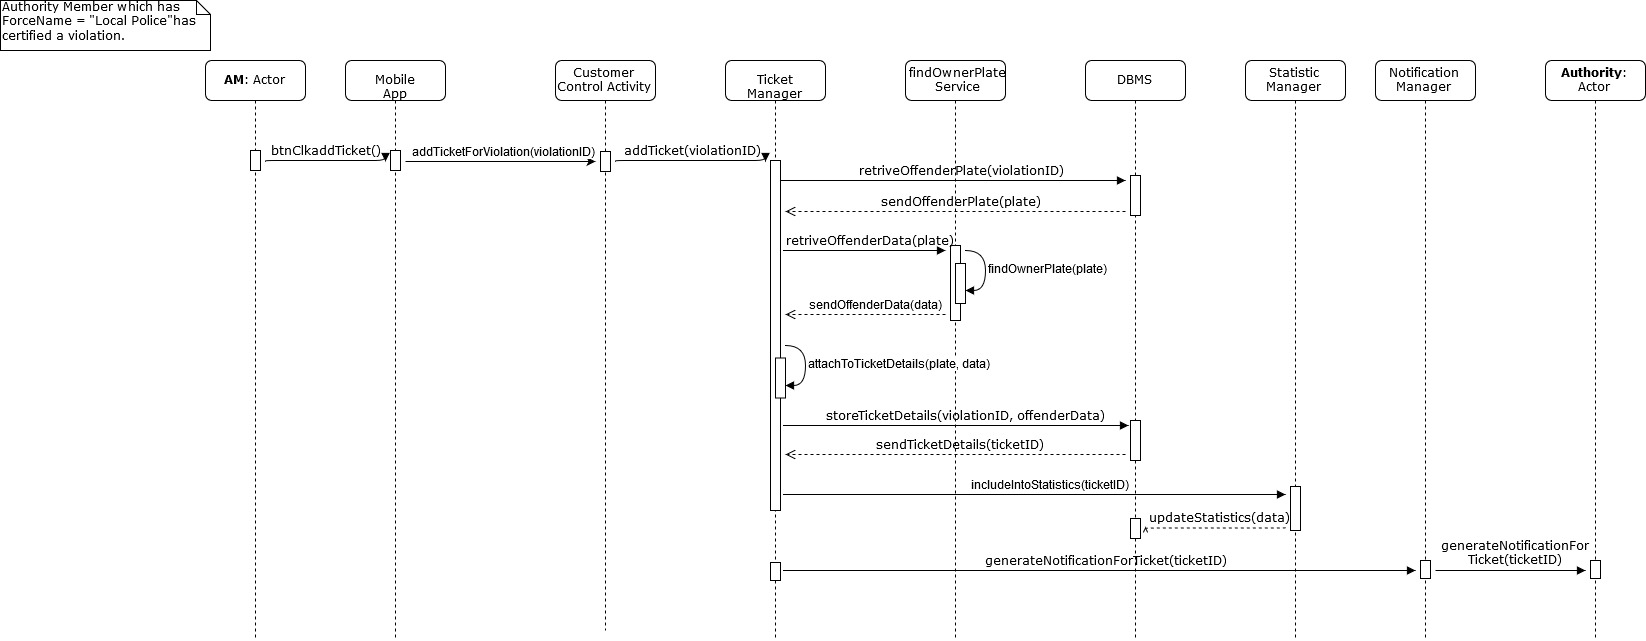 Authority Member which has
ForceName = "Local Police"has
certified a violation.
AM: Actor
Mobile
App
Customer
Control Activity
Ticket
Manager
findOwnerPlate
Service
DBMS
Statistic
Manager
Notification
Manager
Authority:
Actor
btnClkaddTicket()
addTicketForViolation(violationID)
addTicket(violationID)
retriveOffenderPlate(violationID)
sendOffenderPlate(plate)
retriveOffenderData(plate)
findOwnerPlate(plate)
sendOffenderData(data)
attachToTicketDetails(plate, data)
storeTicketDetails(violationID, offenderData)
sendTicketDetails(ticketID)
includeIntoStatistics(ticketID)
updateStatistics(data)
generateNotificationForTicket(ticketID)
generateNotificationFor
Ticket(ticketID)